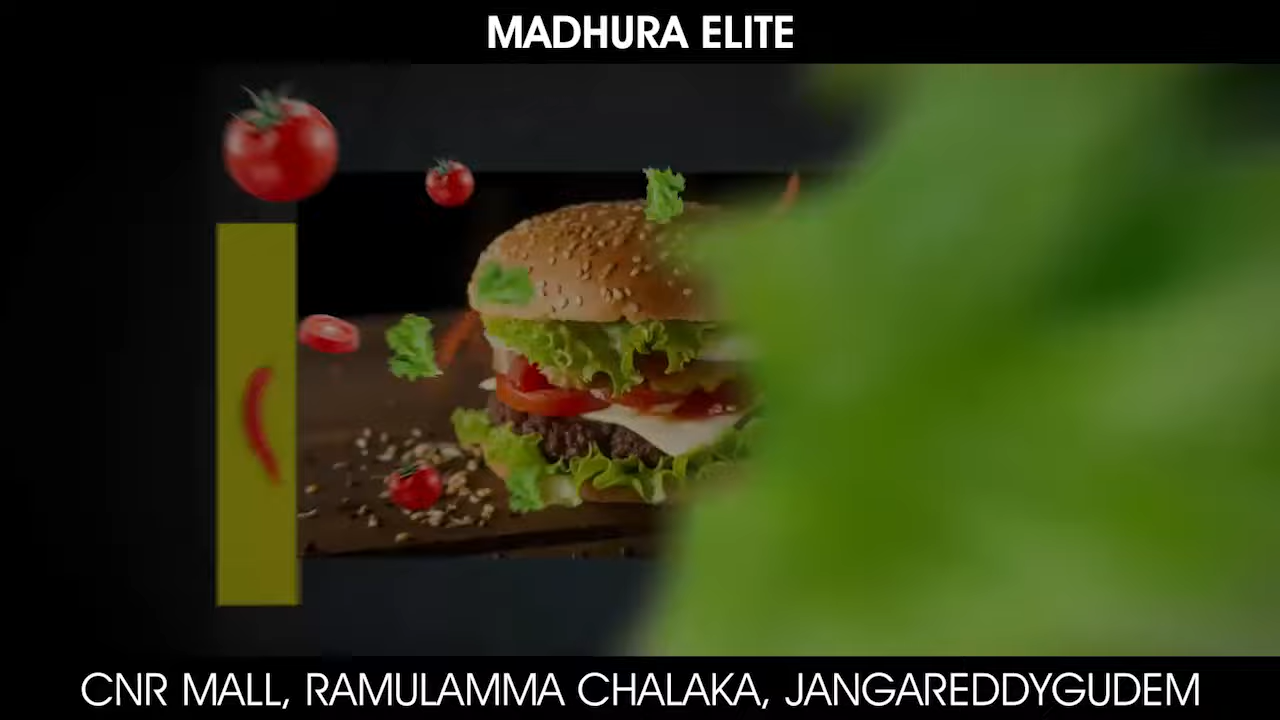 MADHURA ELITE
CNR MALL, RAMULAMMA CHALAKA, JANGAREDDYGUDEM